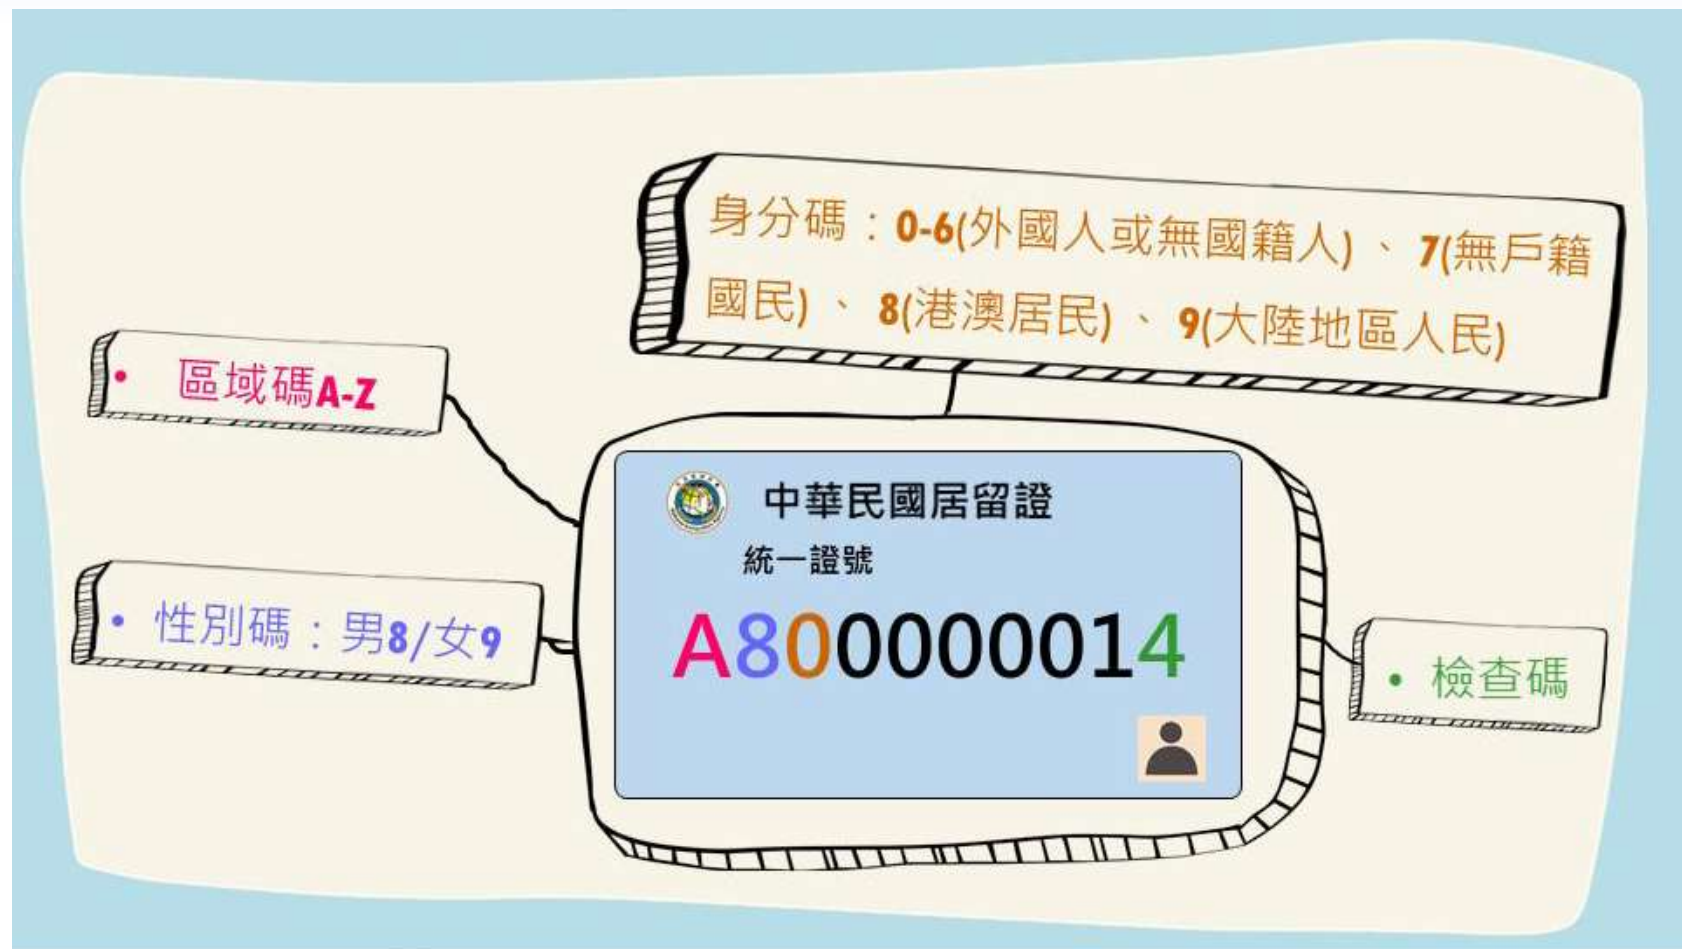 身分碼：0-6(外國人或無國籍人)、7(無戶籍
國民)、8(港澳居民)、9(大陸地區人民)
• 區域碼A-Z
中華民國居留證
統一證號
• 性別碼：男8/女9
A800000014
• 檢查碼